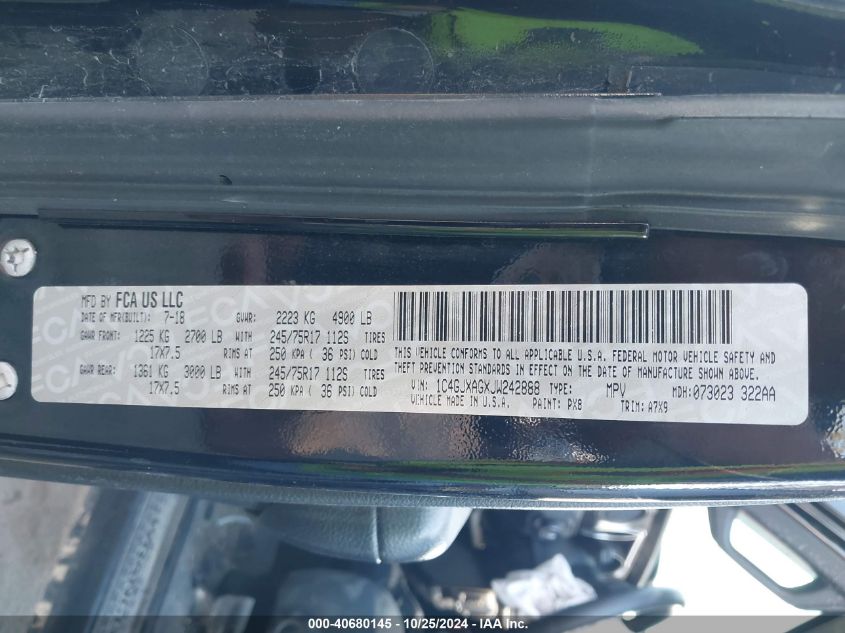 MFD BY FCA US LLC
DATE OF MFR(BUILT): 7-18 GVWR: 2223 KG 4900 LB
GAWR FRONT: 1225 KG 2700 LB WITH 245/75R17 112S TIRES
17X7.5 RIMS AT 250 KPA ( 36 PSI) COLD
GAWR REAR: 1361 KG 3000 LB WITH 245/75R17 112S TIRES
17X7.5 RIMS AT 250 KPA ( 36 PSI) COLD
THIS VEHICLE CONFORMS TO ALL APPLICABLE U.S.A. FEDERAL MOTOR VEHICLE SAFETY AND
THEFT PREVENTION STANDARDS IN EFFECT ON THE DATE OF MANUFACTURE SHOWN ABOVE.
VIN: 1C4GJXAGXJW242888 TYPE: MPV MDH: 073023 322AA
VEHICLE MADE IN U.S.A. PAINT: PX8 TRIM: A7X9
000-40680145 - 10/25/2024 - IAA Inc.